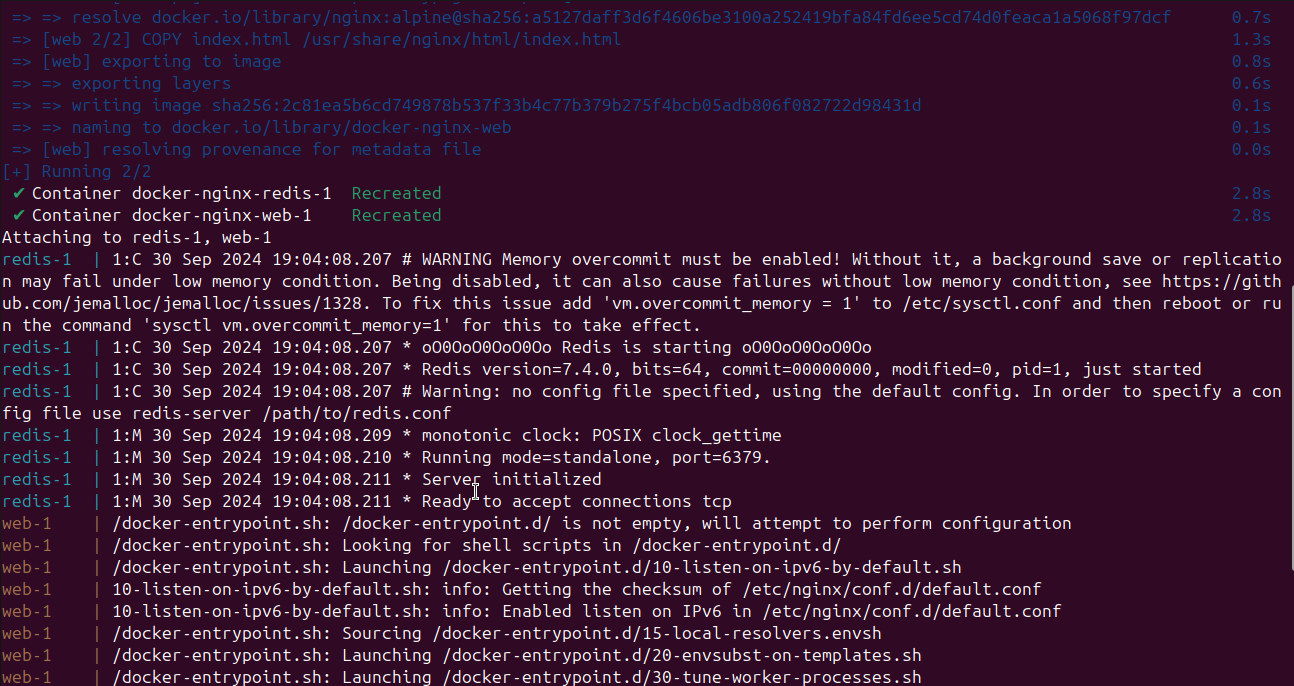 => => resolve docker.io/library/nginx:alpine@sha256:a5127daff3d6f4606be3100a252419bfa84fd6ee5cd74d0feaca1a5068f97dcf 0.7s
=> [web 2/2] COPY index.html /usr/share/nginx/html/index.html 1.3s
=> [web] exporting to image 0.8s
=> => exporting layers 0.6s
=> => writing image sha256:2c81ea5b6cd749878b537f33b4c77b379b275f4bcb05adb806f082722d98431d 0.1s
=> => naming to docker.io/library/docker-nginx-web 0.1s
=> [web] resolving provenance for metadata file 0.0s
[+] Running 2/2
✔ Container docker-nginx-redis-1 Recreated 2.8s
✔ Container docker-nginx-web-1 Recreated 2.8s
Attaching to redis-1, web-1
redis-1 | 1:C 30 Sep 2024 19:04:08.207 # WARNING Memory overcommit must be enabled! Without it, a background save or replicatio
n may fail under low memory condition. Being disabled, it can also cause failures without low memory condition, see https://gith
ub.com/jemalloc/jemalloc/issues/1328. To fix this issue add 'vm.overcommit_memory = 1' to /etc/sysctl.conf and then reboot or ru
n the command 'sysctl vm.overcommit_memory=1' for this to take effect.
redis-1 | 1:C 30 Sep 2024 19:04:08.207 * oO0OoO0OoO0Oo Redis is starting oO0OoO0OoO0Oo
redis-1 | 1:C 30 Sep 2024 19:04:08.207 * Redis version=7.4.0, bits=64, commit=00000000, modified=0, pid=1, just started
redis-1 | 1:C 30 Sep 2024 19:04:08.207 # Warning: no config file specified, using the default config. In order to specify a con
fig file use redis-server /path/to/redis.conf
redis-1 | 1:M 30 Sep 2024 19:04:08.209 * monotonic clock: POSIX clock_gettime
redis-1 | 1:M 30 Sep 2024 19:04:08.210 * Running mode=standalone, port=6379.
redis-1 | 1:M 30 Sep 2024 19:04:08.211 * Server initialized
redis-1 | 1:M 30 Sep 2024 19:04:08.211 * Ready to accept connections tcp
web-1 | /docker-entrypoint.sh: /docker-entrypoint.d/ is not empty, will attempt to perform configuration
web-1 | /docker-entrypoint.sh: Looking for shell scripts in /docker-entrypoint.d/
web-1 | /docker-entrypoint.sh: Launching /docker-entrypoint.d/10-listen-on-ipv6-by-default.sh
web-1 | 10-listen-on-ipv6-by-default.sh: info: Getting the checksum of /etc/nginx/conf.d/default.conf
web-1 | 10-listen-on-ipv6-by-default.sh: info: Enabled listen on IPv6 in /etc/nginx/conf.d/default.conf
web-1 | /docker-entrypoint.sh: Sourcing /docker-entrypoint.d/15-local-resolvers.envsh
web-1 | /docker-entrypoint.sh: Launching /docker-entrypoint.d/20-envsubst-on-templates.sh
web-1 | /docker-entrypoint.sh: Launching /docker-entrypoint.d/30-tune-worker-processes.sh